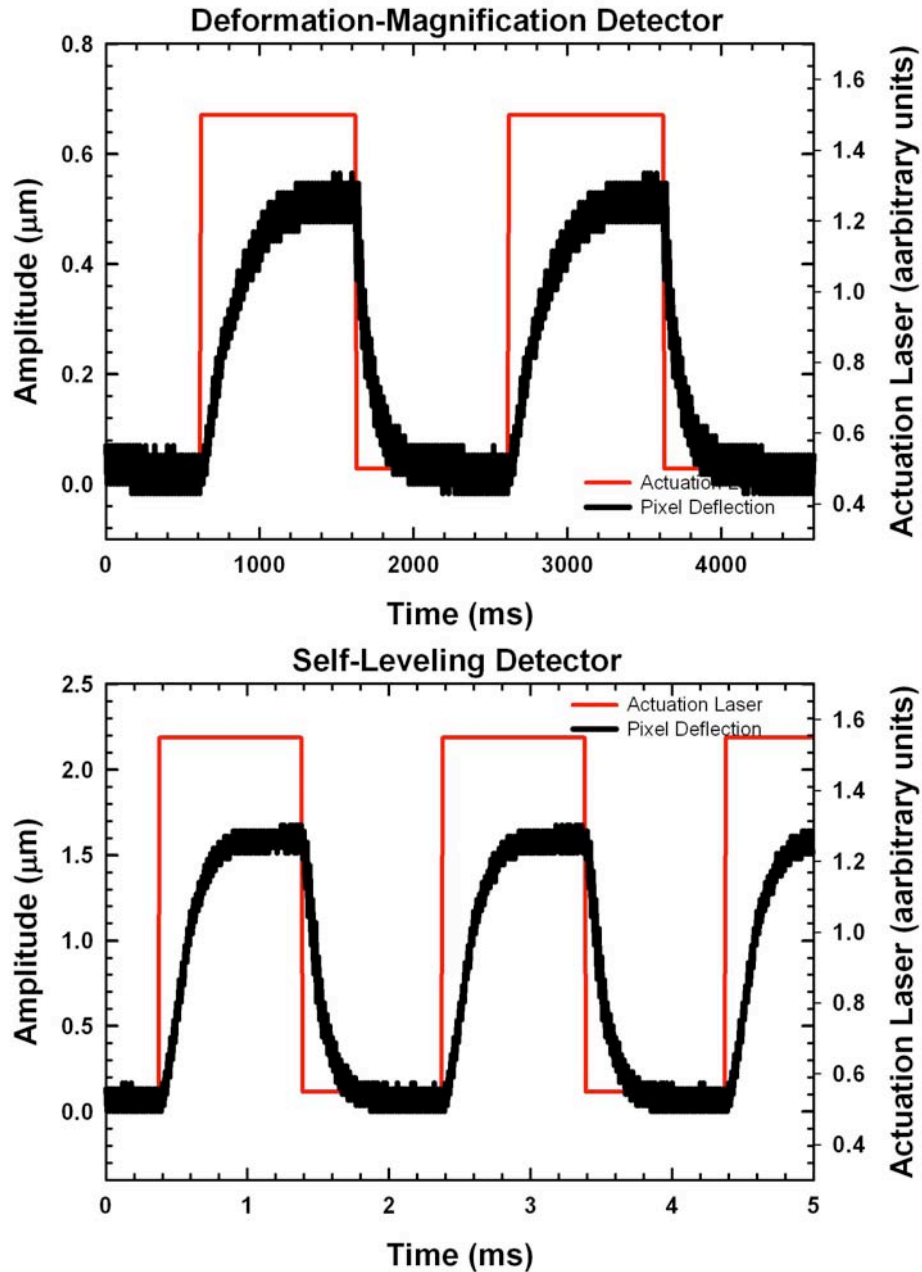 Deformation-Magnification Detector
0.8
0.6
0.4
0.2
0.0
Amplitude (μm)
1.6
1.4
1.2
1.0
0.8
0.6
0.4
Actuation Laser (aarbitrary units)
Actuation L
Pixel Deflection
0 1000 2000 3000 4000
Time (ms)
Self-Leveling Detector
2.5
2.0
1.5
1.0
0.5
0.0
Amplitude (μm)
1.6
1.4
1.2
1.0
0.8
0.6
0.4
Actuation Laser (aarbitrary units)
Actuation Laser
Pixel Deflection
0 1 2 3 4 5
Time (ms)